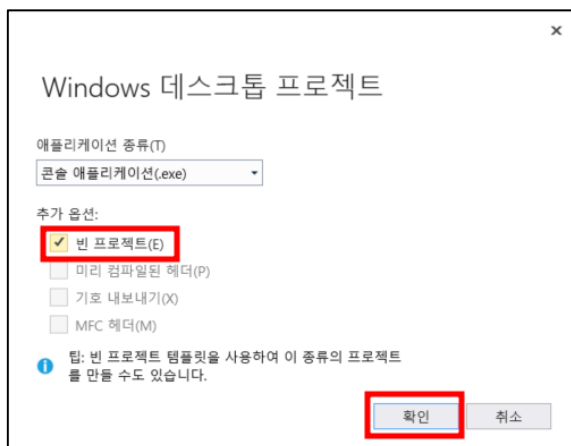 Windows 데스크톱 프로젝트
애플리케이션 종류(T)
콘솔 애플리케이션(.exe)
추가 옵션:
빈 프로젝트(E)
미리 컴파일된 헤더(P)
기호 내보내기(X)
MFC 헤더(M)
팁: 빈 프로젝트 템플릿을 사용하여 이 종류의 프로젝트
를 만들 수도 있습니다.
확인 취소